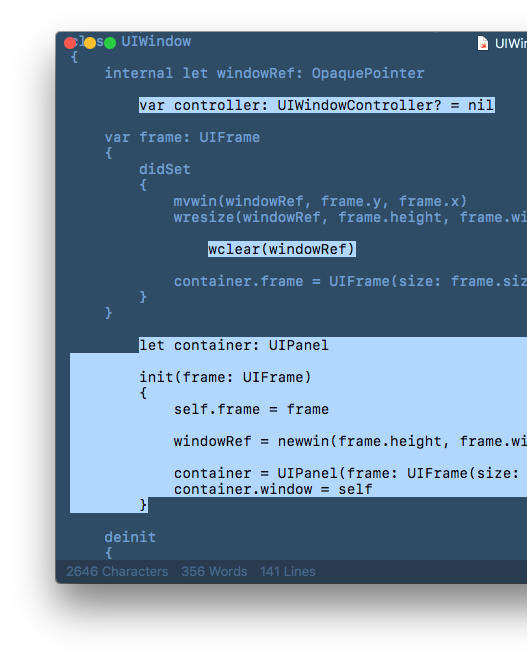 class UIWindow
UIWin
{
internal let windowRef: OpaquePointer
var controller: UIWindowController? = nil
var frame: UIFrame
{
didSet
{
mvwin(windowRef, frame.y, frame.x)
wresize(windowRef, frame.height, frame.wi
wclear(windowRef)
container.frame = UIFrame(size: frame.siz
}
}
let container: UIPanel
init(frame: UIFrame)
{
self.frame = frame
windowRef = newwin(frame.height, frame.wi
container = UIPanel(frame: UIFrame(size:
container.window = self
}
deinit
{
2646 Characters 356 Words 141 Lines